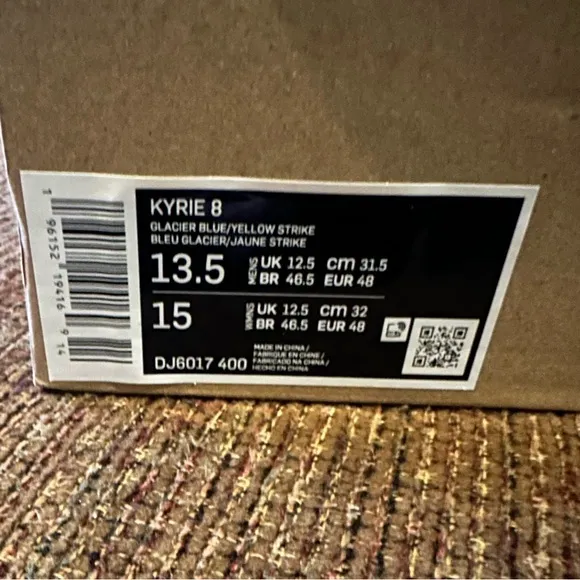 KYRIE 8
GLACIER BLUE/YELLOW STRIKE
BLEU GLACIER/JAUNE STRIKE
13.5 MENS UK 12.5 cm 31.5
BR 46.5 EUR 48
15 WMNS UK 12.5 cm 32
BR 46.5 EUR 48
DJ6017 400
MADE IN CHINA /
FABRIQUE EN CHINE /
FABRICADO NA CHINA /
HECHO EN CHINA
1 96152 19416 9 14